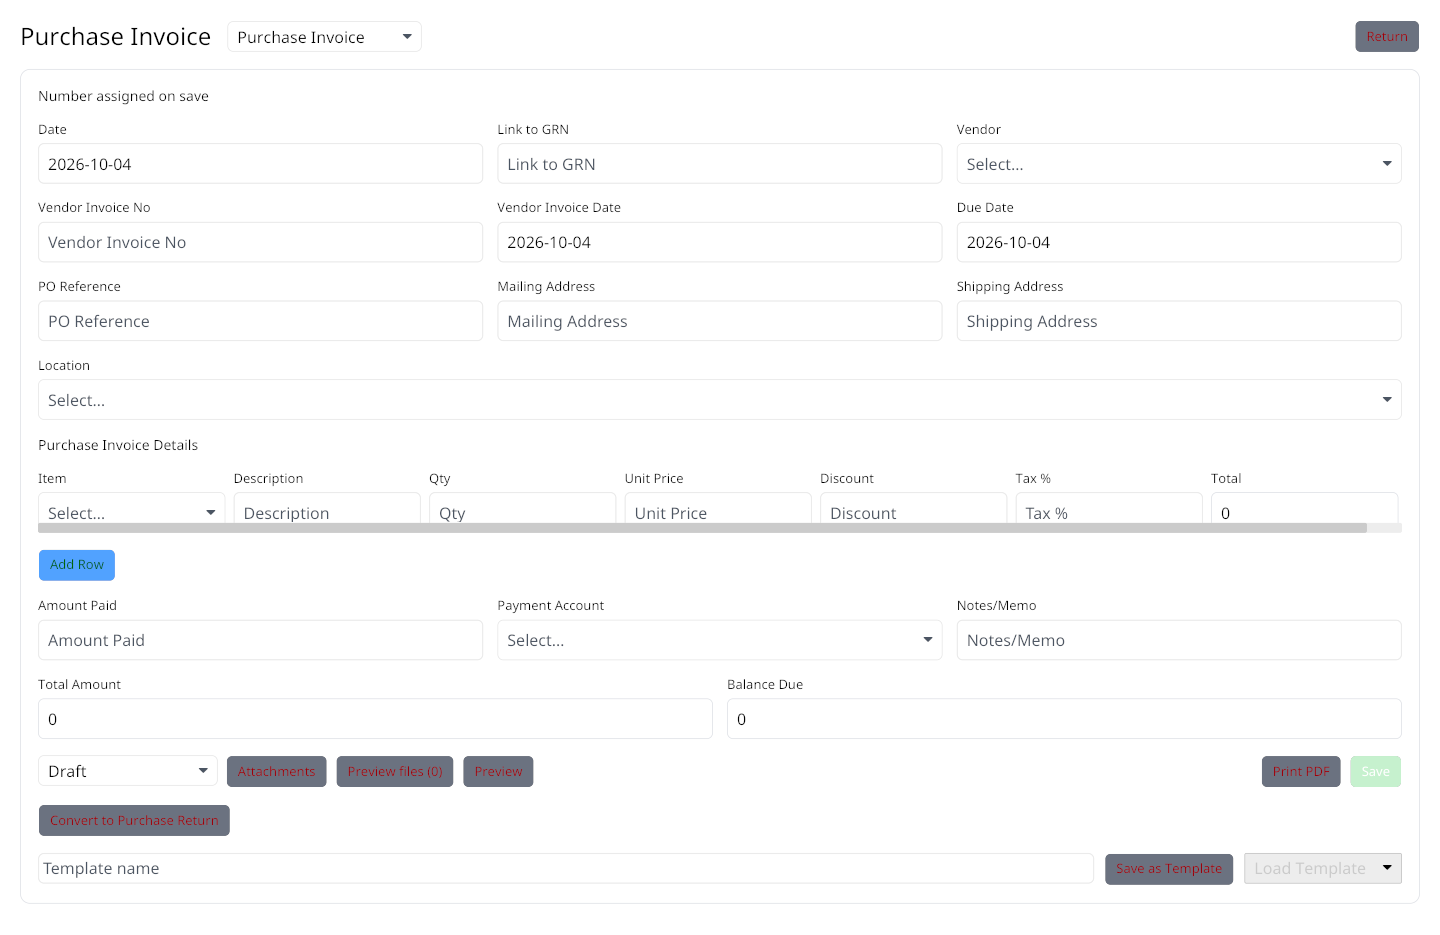 Purchase Invoice Purchase Invoice Return
Number assigned on save
Date Link to GRN Vendor
2026-10-04 Link to GRN Select...
Vendor Invoice No Vendor Invoice Date Due Date
Vendor Invoice No 2026-10-04 2026-10-04
PO Reference Mailing Address Shipping Address
PO Reference Mailing Address Shipping Address
Location
Select...
Purchase Invoice Details
Item Description Qty Unit Price Discount Tax % Total
Select... Description Qty Unit Price Discount Tax % 0
Add Row
Amount Paid Payment Account Notes/Memo
Amount Paid Select... Notes/Memo
Total Amount Balance Due
0 0
Draft Attachments Preview files (0) Preview Print PDF Save
Convert to Purchase Return
Template name Save as Template Load Template